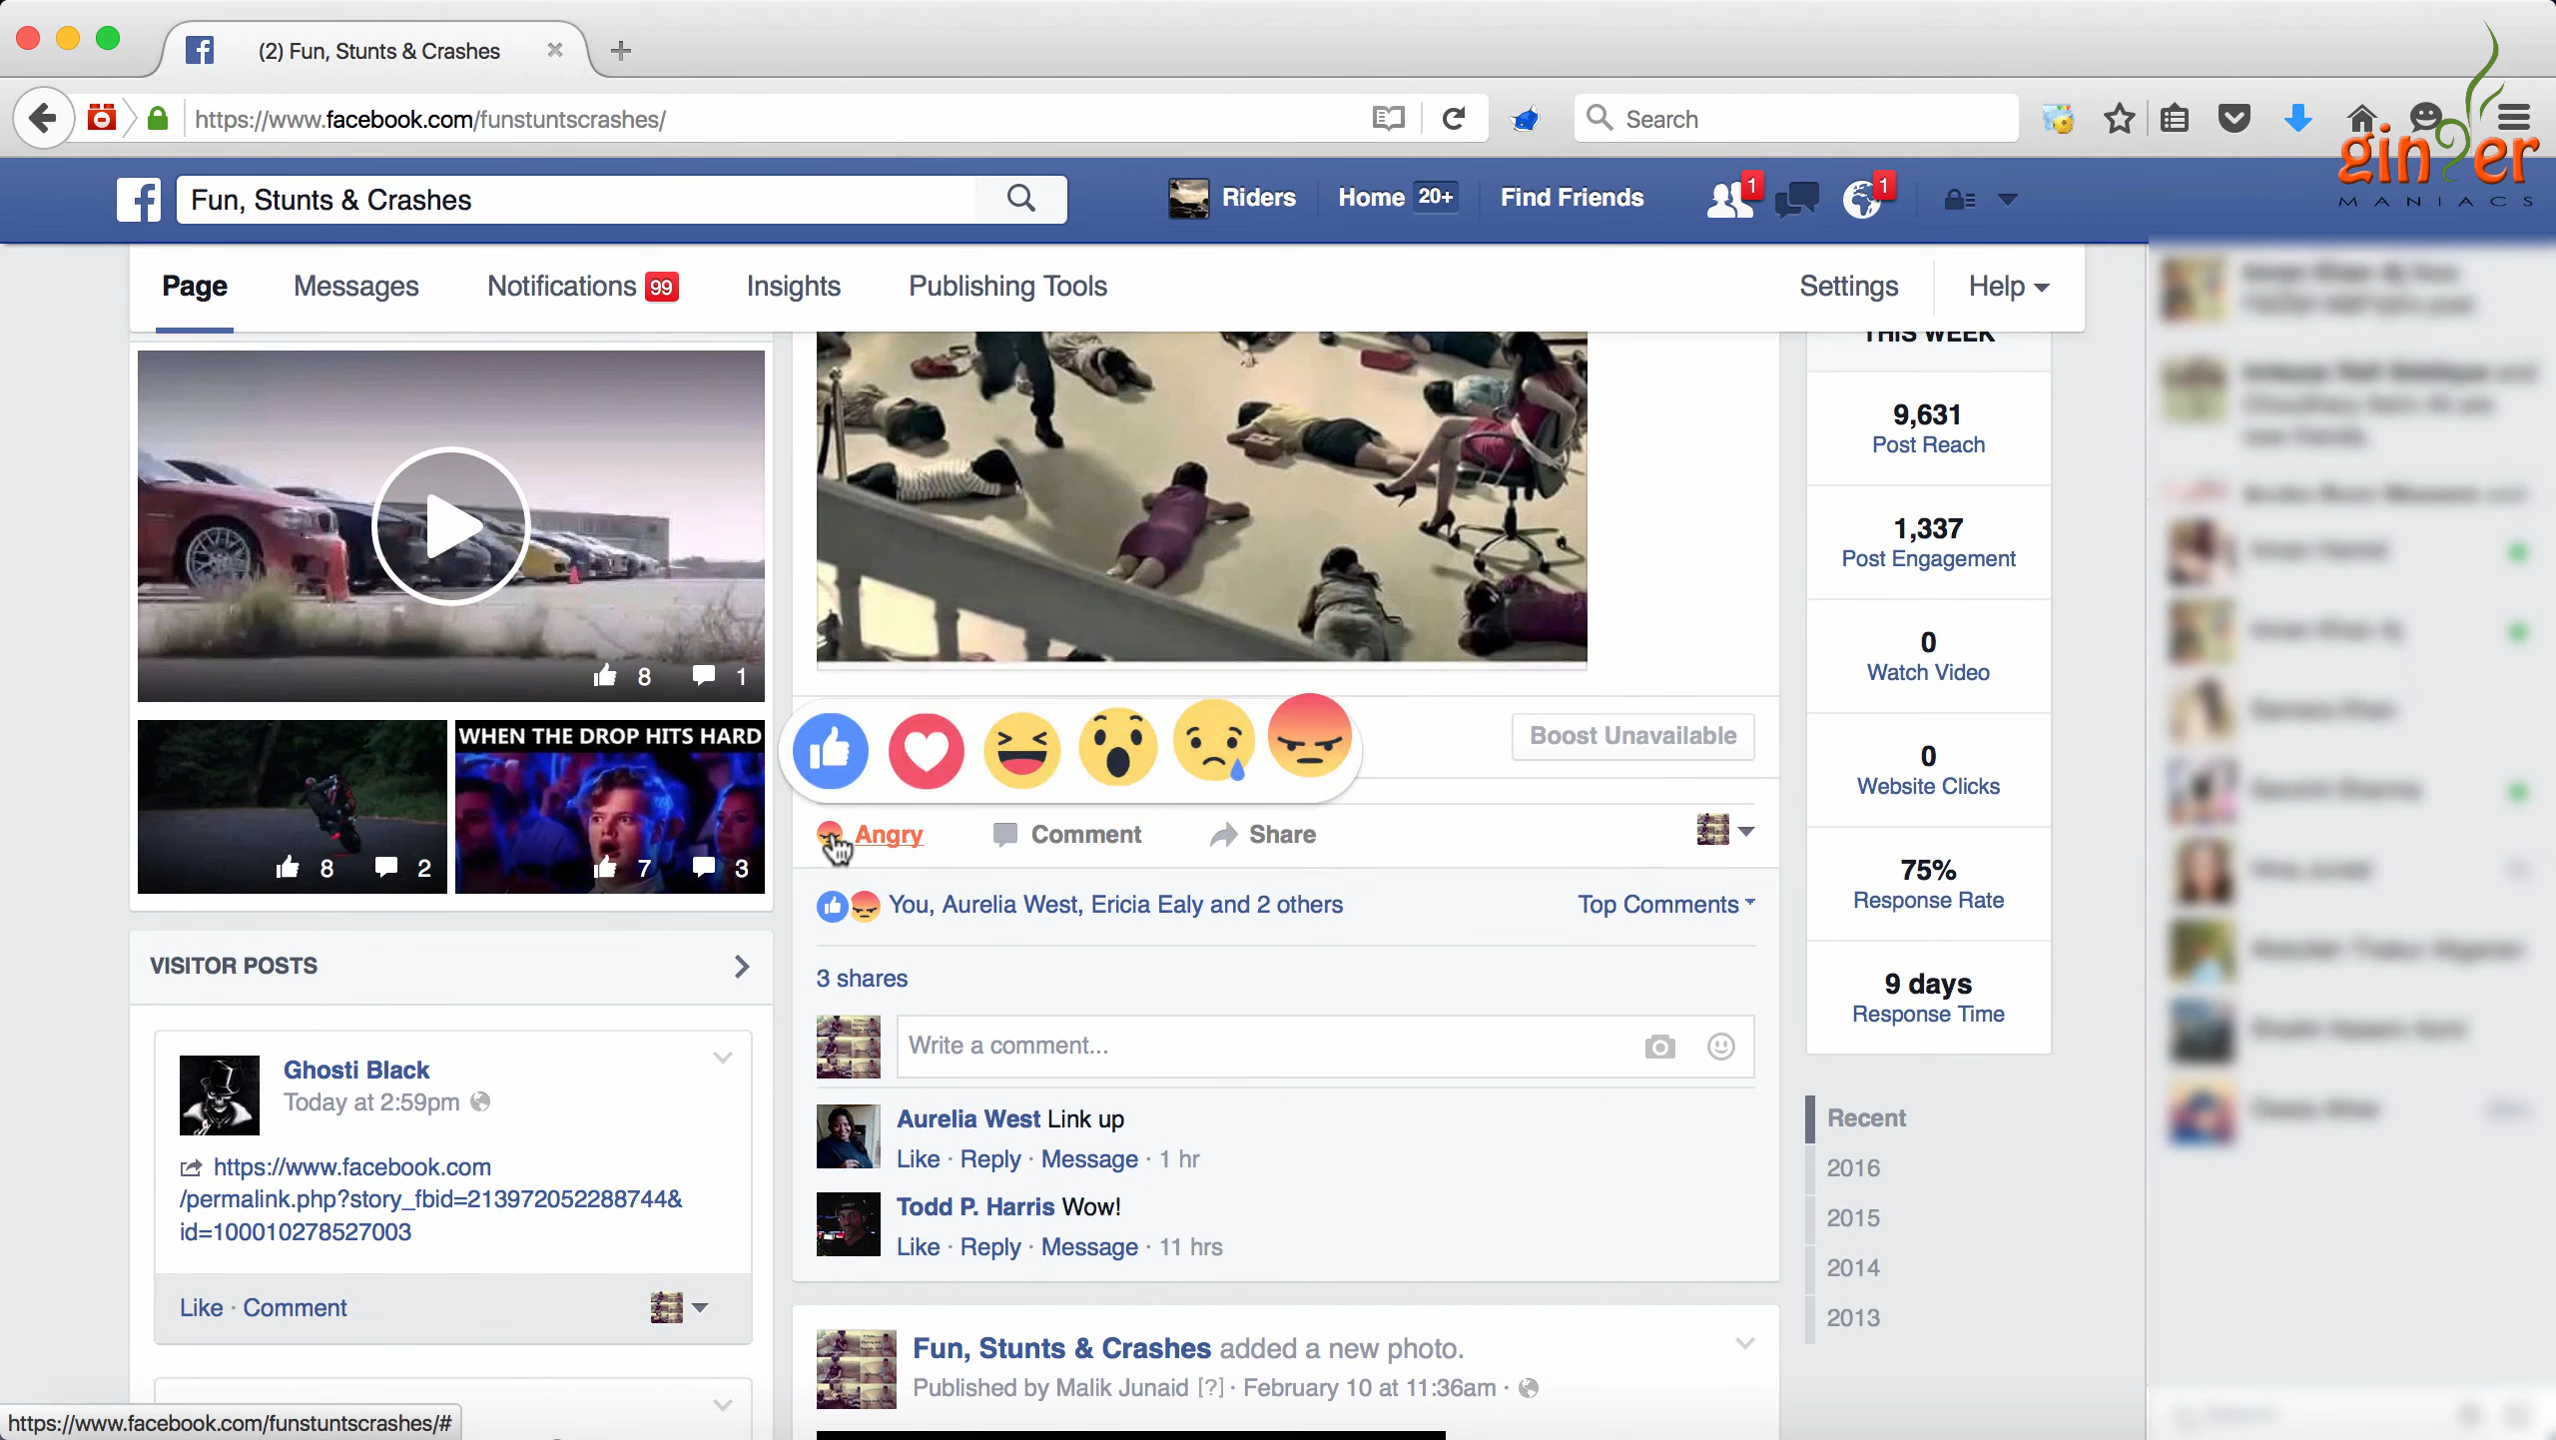 (2) Fun, Stunts & Crashes
https://www.facebook.com/funstuntscrashes/
Search
ginger
MANIACS
Fun, Stunts & Crashes
Riders
Home 20+
Find Friends
1
1
Page
Messages
Notifications 99
Insights
Publishing Tools
Settings
Help
8
1
8
2
WHEN THE DROP HITS HARD
7
3
VISITOR POSTS
Ghosti Black
Today at 2:59pm
https://www.facebook.com
/permalink.php?story_fbid=213972052288744&
id=100010278527003
Like · Comment
Boost Unavailable
Angry
Comment
Share
You, Aurelia West, Ericia Ealy and 2 others
Top Comments
3 shares
Write a comment...
Aurelia West Link up
Like · Reply · Message · 1 hr
Todd P. Harris Wow!
Like · Reply · Message · 11 hrs
Fun, Stunts & Crashes added a new photo.
Published by Malik Junaid [?] · February 10 at 11:36am ·
THIS WEEK
9,631
Post Reach
1,337
Post Engagement
0
Watch Video
0
Website Clicks
75%
Response Rate
9 days
Response Time
Recent
2016
2015
2014
2013
https://www.facebook.com/funstuntscrashes/#